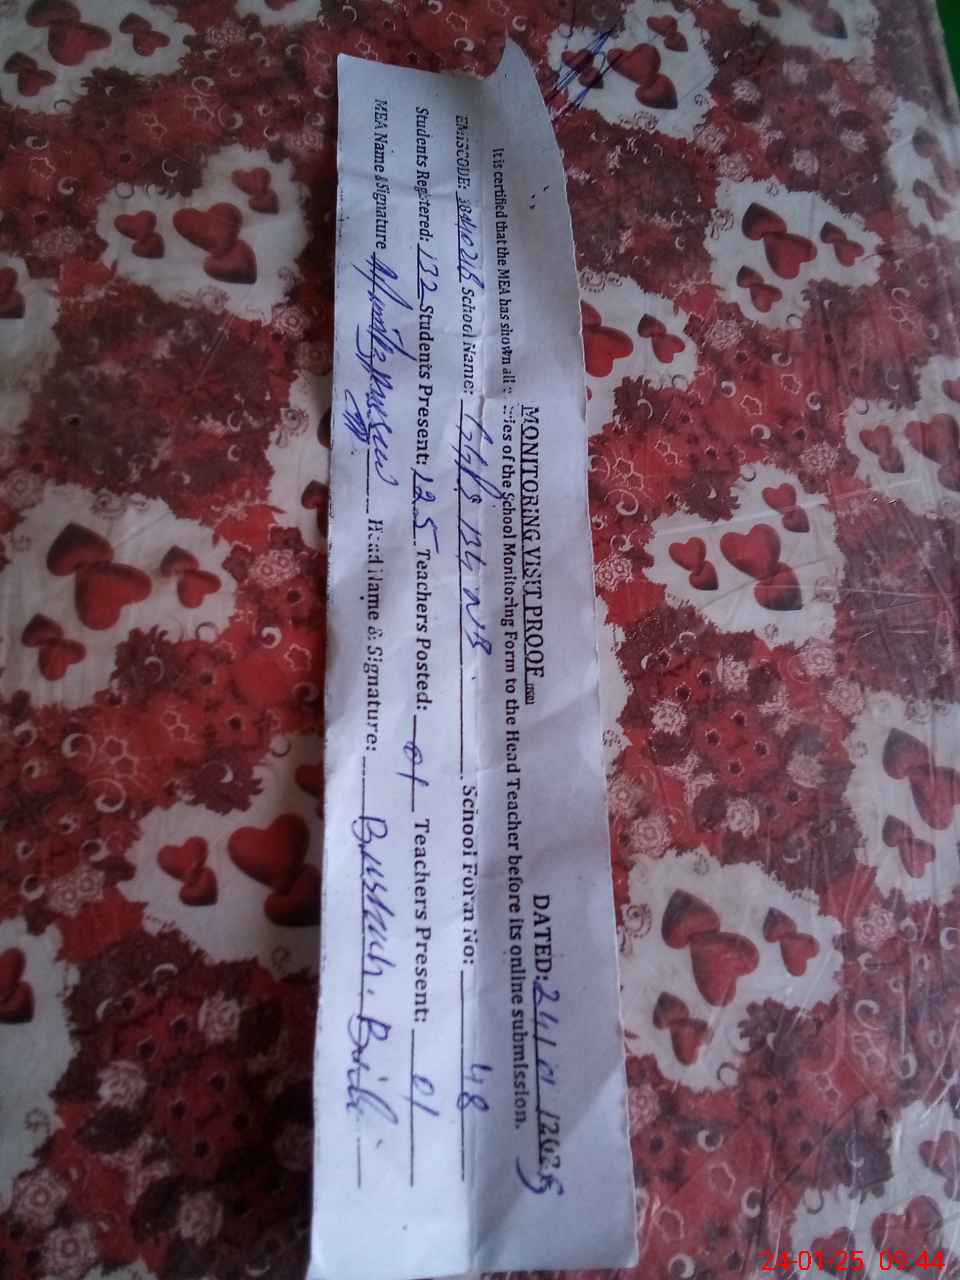 MONITORING VISIT PROOF DATED: 24/01/2025
It is certified that the MEA has shown all of the School Monitoring Form to the Head Teacher before its online submission.
EMISCODE: School Name: School Form No: 48
Students Registered: 132 Students Present: 125 Teachers Posted: 01 Teachers Present: 01
MEA Name &Signature Head Name & Signature: Bushrah. Bibi
24-01-25 09:44